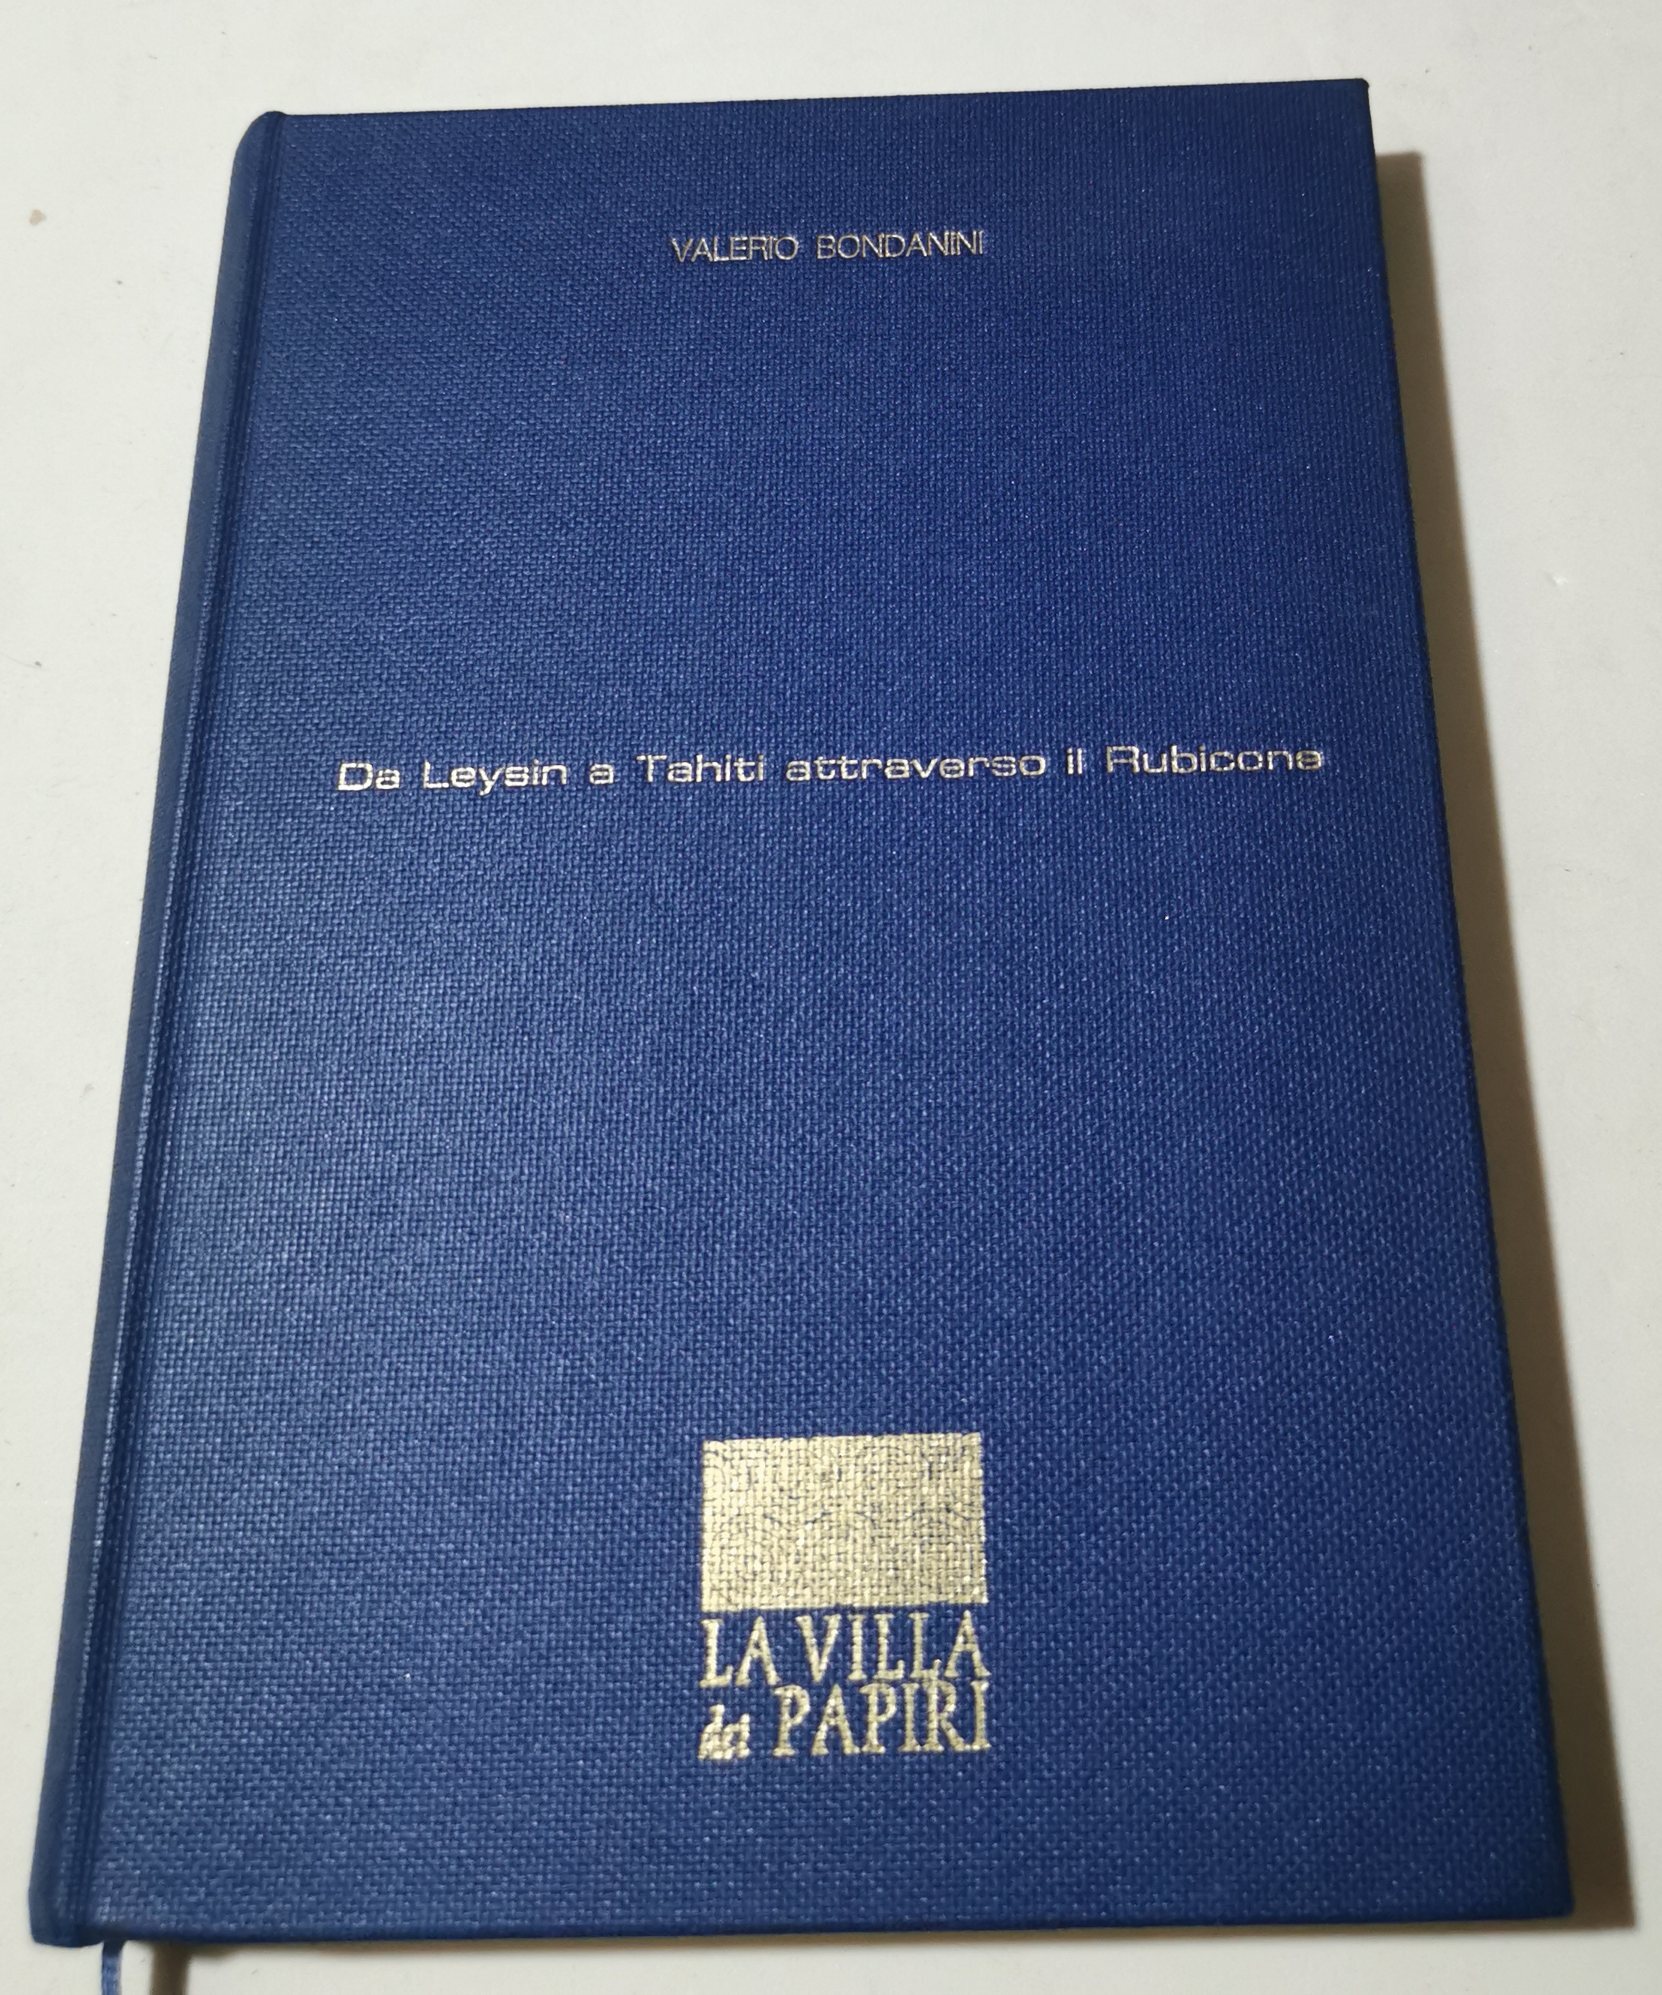 VALERIO BONDANINI
Da Leysin a Tahiti attraverso il Rubicone
LA VILLA
dei PAPIRI